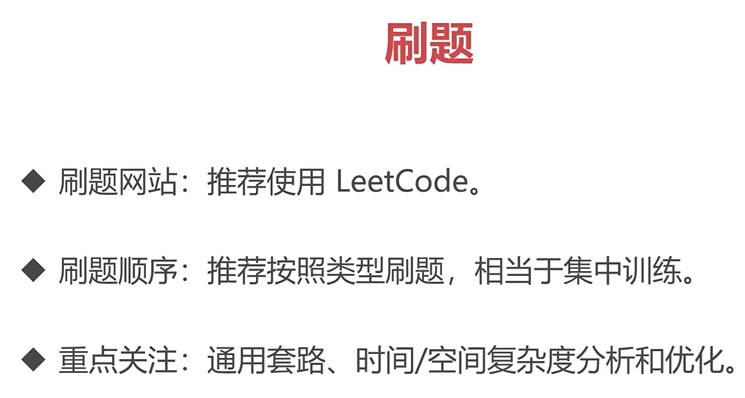 刷题
◆ 刷题网站：推荐使用 LeetCode。
◆ 刷题顺序：推荐按照类型刷题，相当于集中训练。
◆ 重点关注：通用套路、时间/空间复杂度分析和优化。